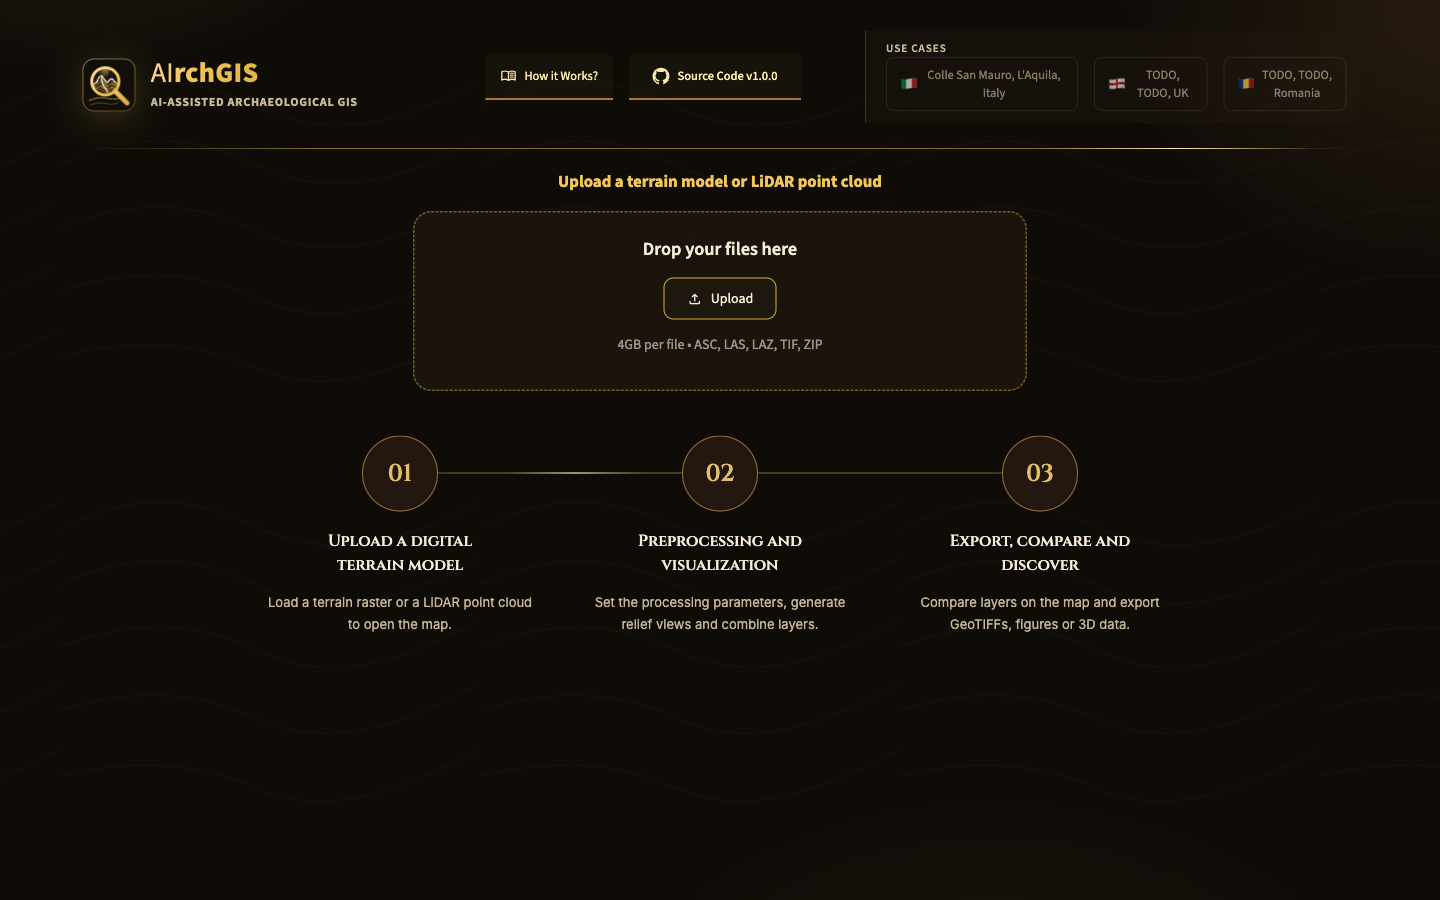 AIrchGIS
AI-ASSISTED ARCHAEOLOGICAL GIS
How it Works?
Source Code v1.0.0
USE CASES
Colle San Mauro, L'Aquila,
Italy
TODO,
TODO, UK
TODO, TODO,
Romania
Upload a terrain model or LiDAR point cloud
Drop your files here
Upload
4GB per file • ASC, LAS, LAZ, TIF, ZIP
01
02
03
Upload a digital
terrain model
Preprocessing and
visualization
Export, compare and
discover
Load a terrain raster or a LiDAR point cloud
to open the map.
Set the processing parameters, generate
relief views and combine layers.
Compare layers on the map and export
GeoTIFFs, figures or 3D data.